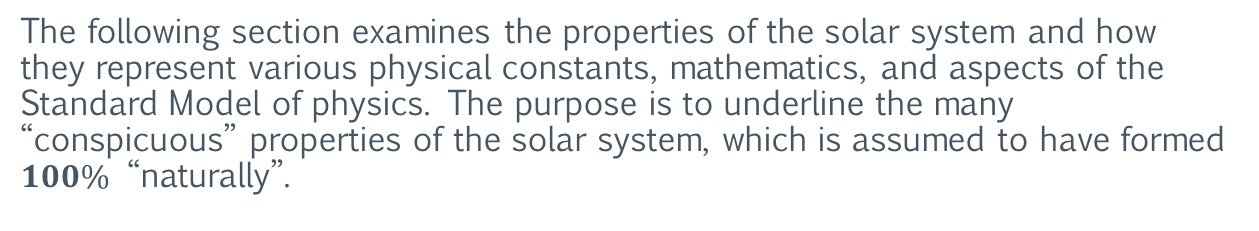 The following section examines the properties of the solar system and how
they represent various physical constants, mathematics, and aspects of the
Standard Model of physics. The purpose is to underline the many
“conspicuous” properties of the solar system, which is assumed to have formed
100% “naturally”.